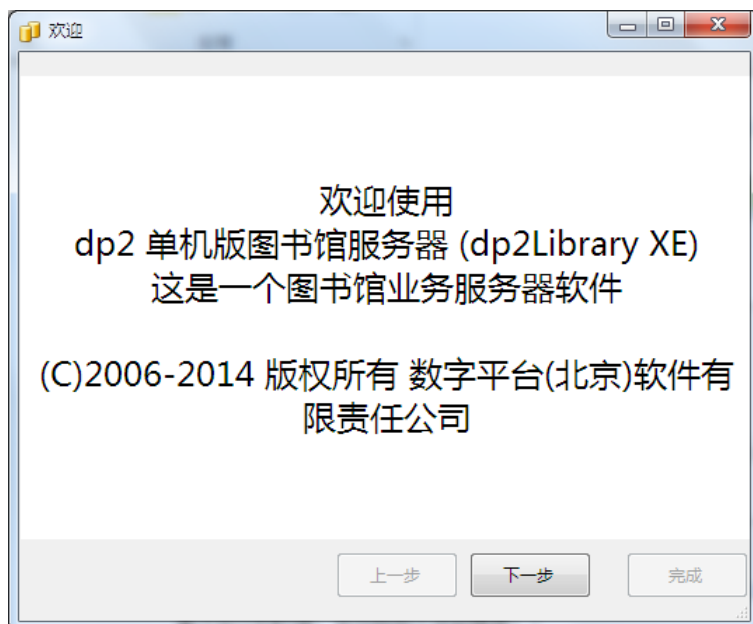 欢迎
欢迎使用
dp2 单机版图书馆服务器 (dp2Library XE)
这是一个图书馆业务服务器软件
(C)2006-2014 版权所有 数字平台(北京)软件有
限责任公司
上一步 下一步 完成